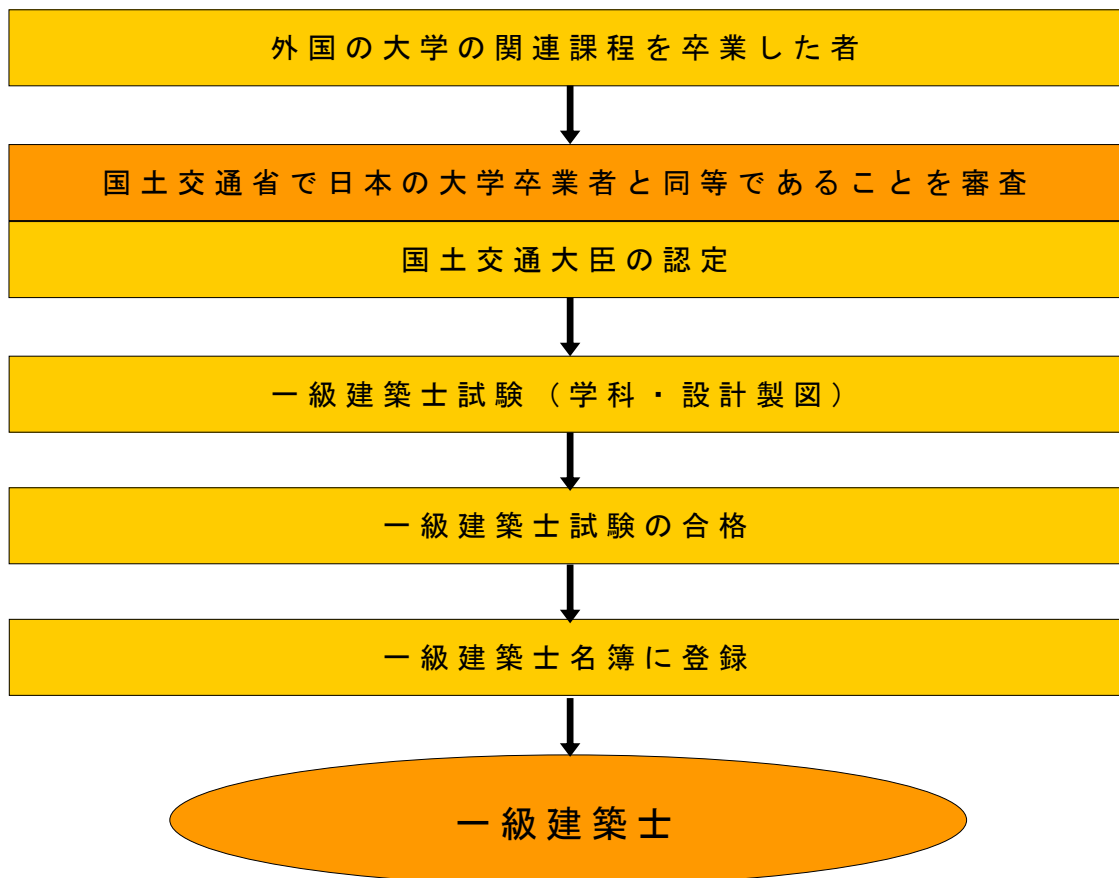 外国の大学の関連課程を卒業した者
国土交通省で日本の大学卒業者と同等であることを審査
国土交通大臣の認定
一級建築士試験（学科・設計製図）
一級建築士試験の合格
一級建築士名簿に登録
一級建築士